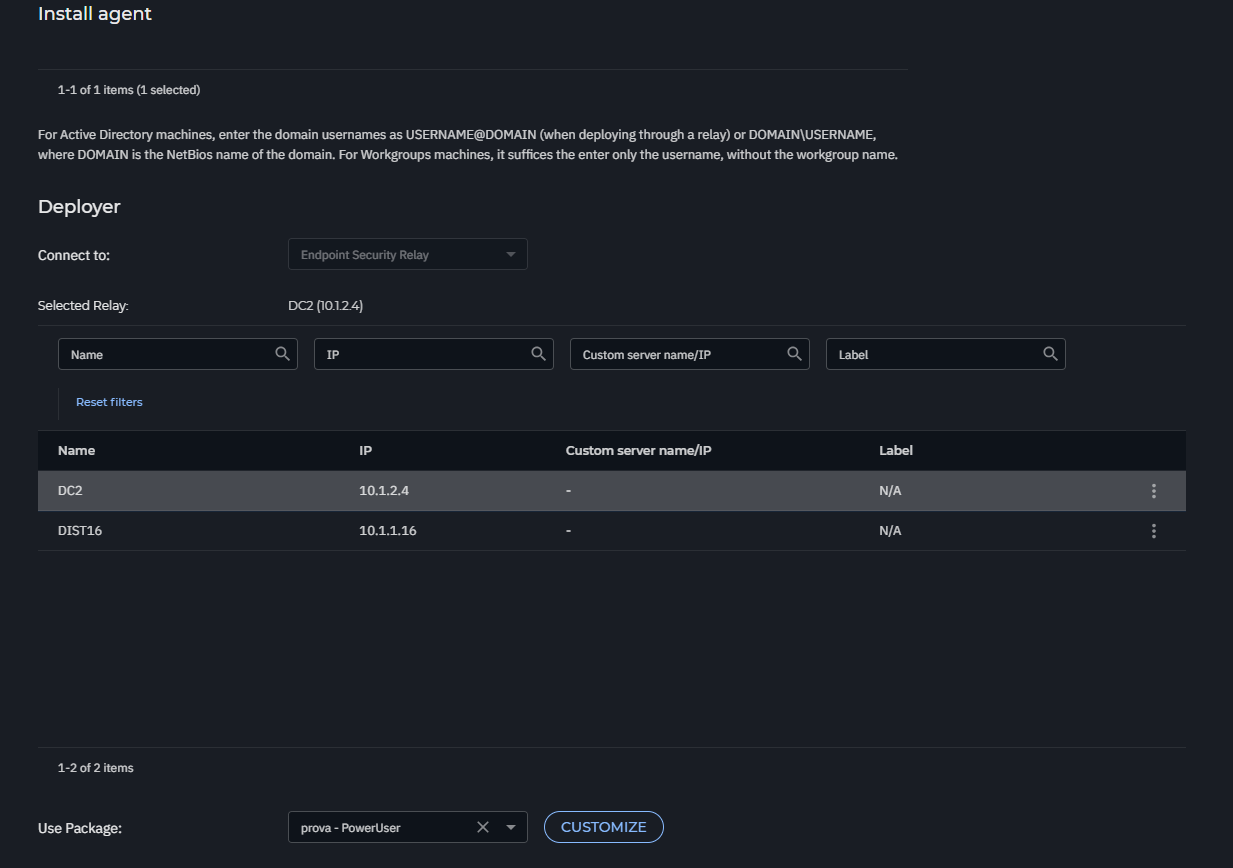 Install agent
1-1 of 1 items (1 selected)
For Active Directory machines, enter the domain usernames as USERNAME@DOMAIN (when deploying through a relay) or DOMAIN\USERNAME,
where DOMAIN is the NetBios name of the domain. For Workgroups machines, it suffices the enter only the username, without the workgroup name.
Deployer
Connect to: Endpoint Security Relay
Selected Relay: DC2 (10.1.2.4)
Name IP Custom server name/IP Label
Reset filters
Name IP Custom server name/IP Label
DC2 10.1.2.4 - N/A
DIST16 10.1.1.16 - N/A
1-2 of 2 items
Use Package: prova - PowerUser CUSTOMIZE